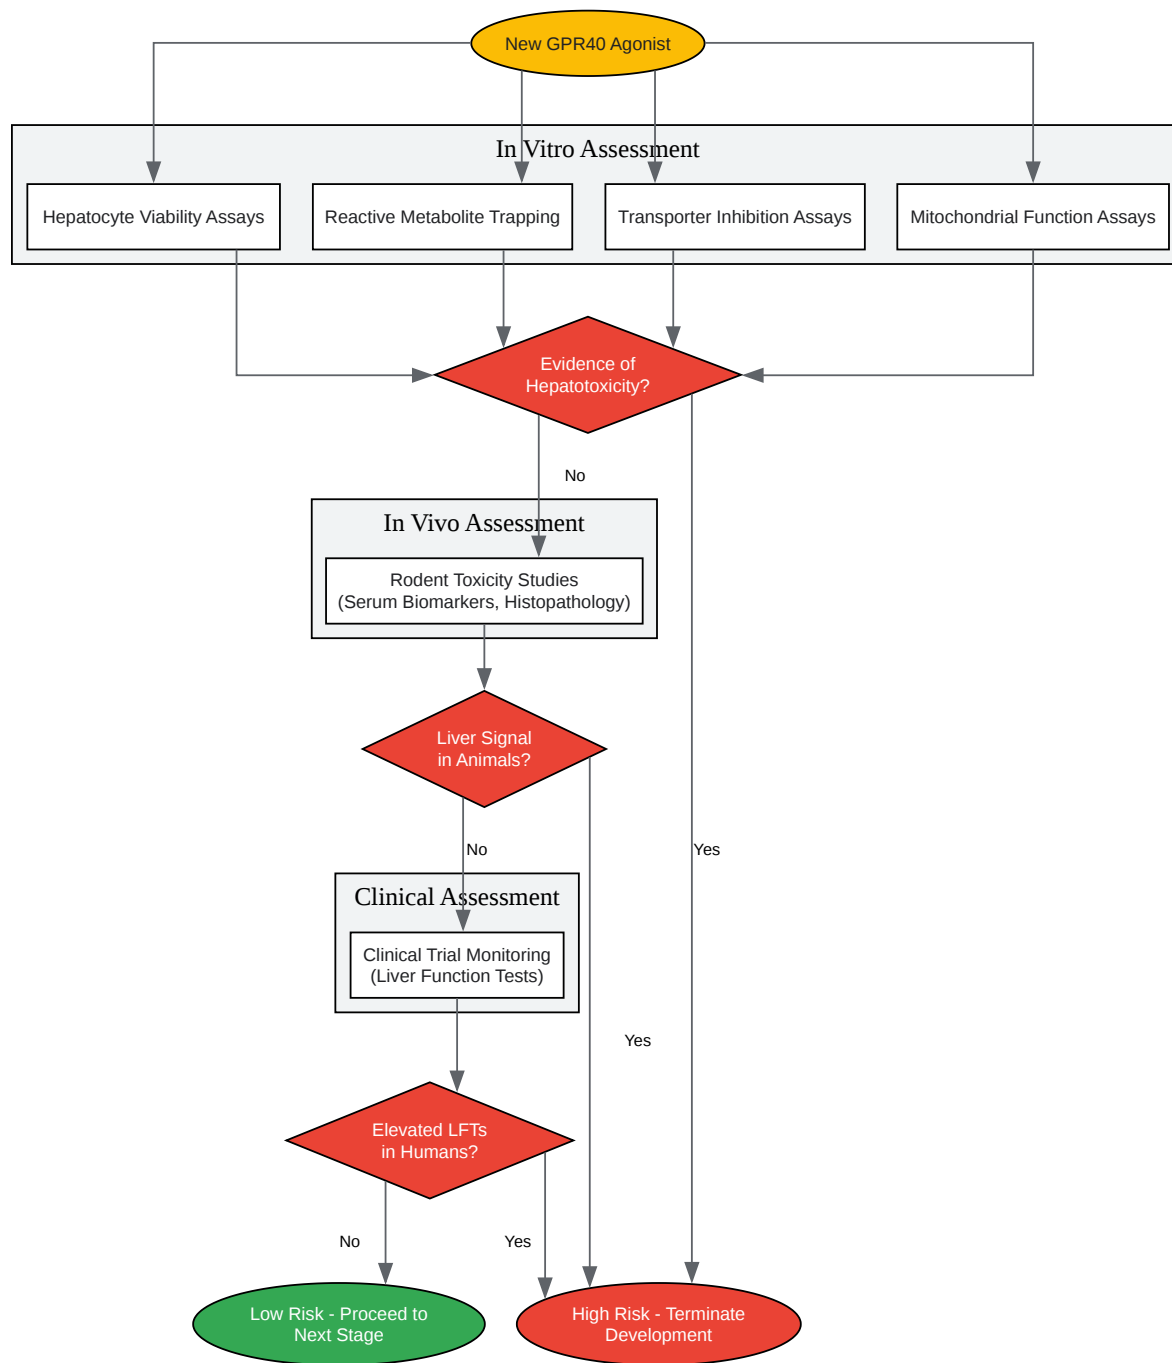 New GPR40 Agonist
In Vitro Assessment
Hepatocyte Viability Assays
Reactive Metabolite Trapping
Transporter Inhibition Assays
Mitochondrial Function Assays
Evidence of
Hepatotoxicity?
No
In Vivo Assessment
Rodent Toxicity Studies
(Serum Biomarkers, Histopathology)
Liver Signal
in Animals?
No
Yes
Clinical Assessment
Clinical Trial Monitoring
(Liver Function Tests)
Yes
Elevated LFTs
in Humans?
No
Yes
Low Risk - Proceed to
Next Stage
High Risk - Terminate
Development